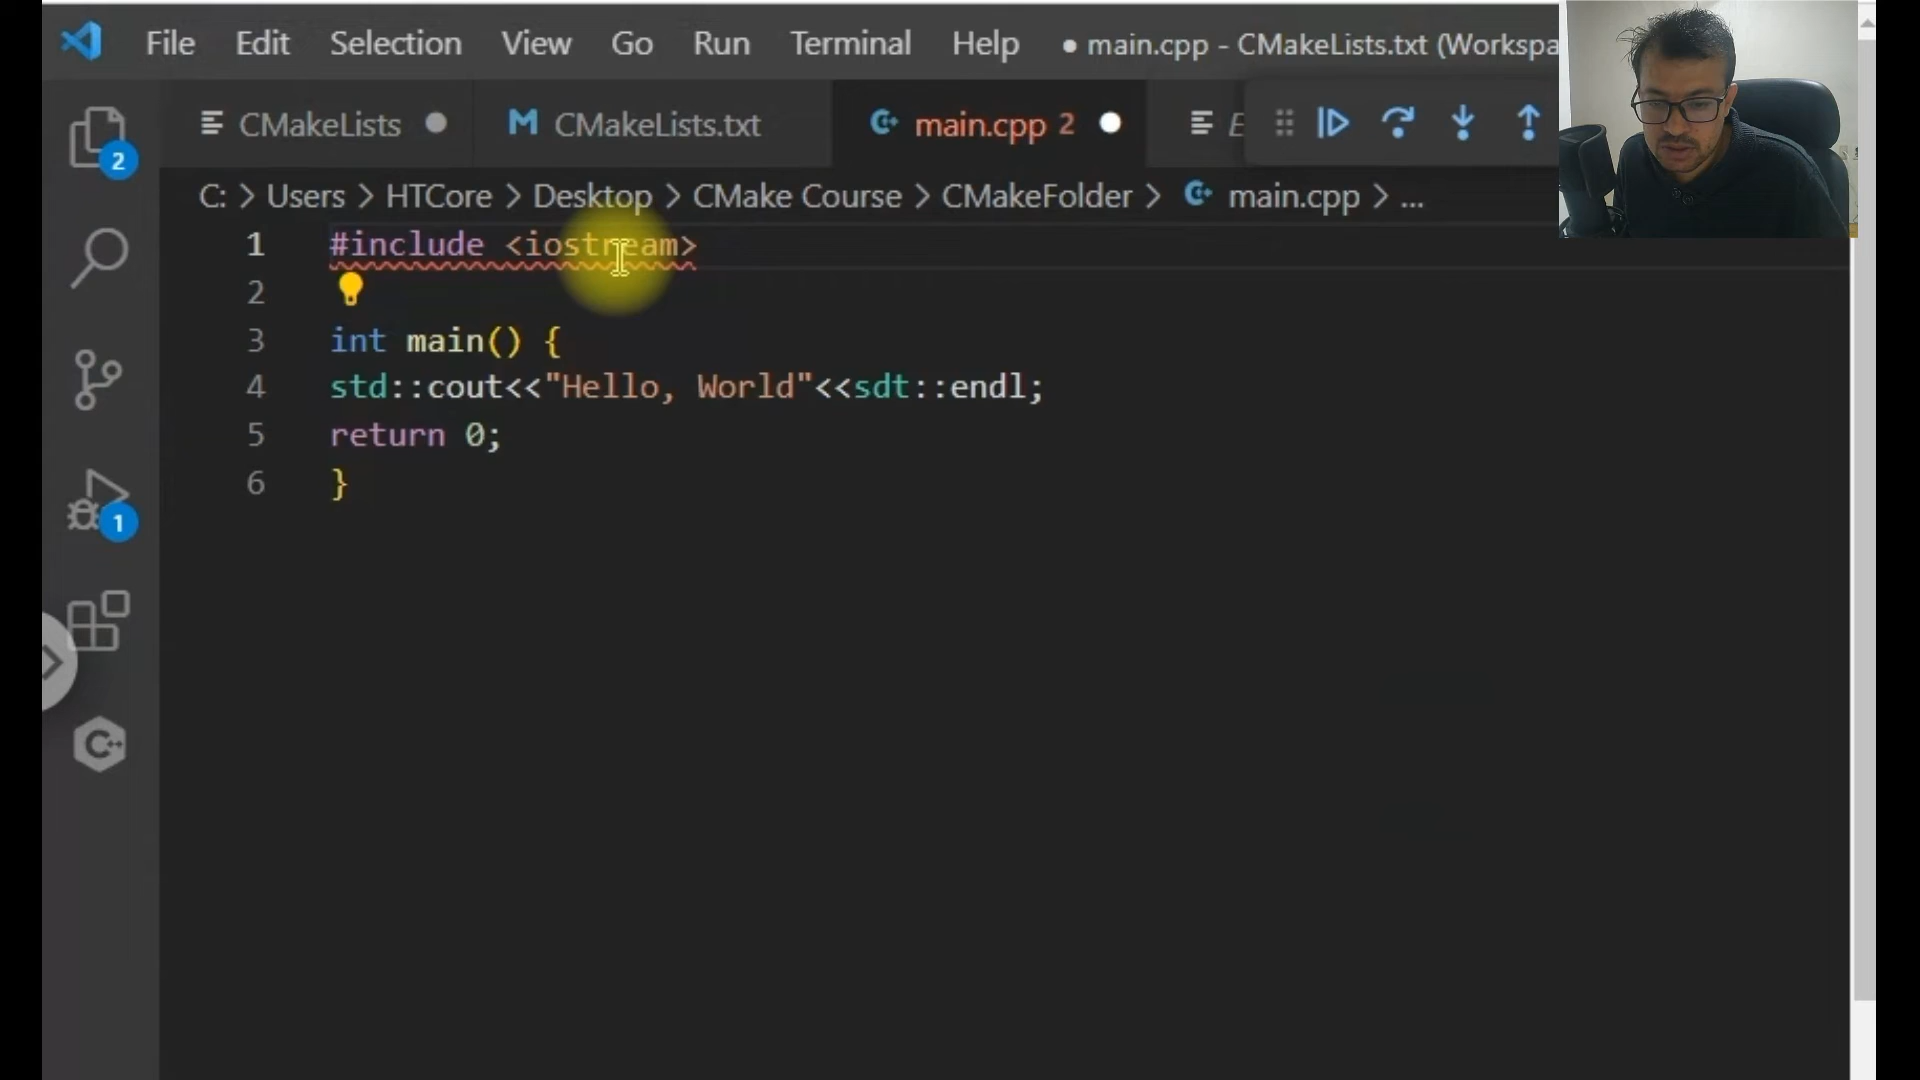 File Edit Selection View Go Run Terminal Help ● main.cpp - CMakeLists.txt (Workspa
CMakeLists CMakeLists.txt main.cpp 2 E
2
C: > Users > HTCore > Desktop > CMake Course > CMakeFolder > main.cpp > ...
1 #include <iostream>
2
3 int main() {
4 std::cout<<"Hello, World"<<sdt::endl;
5 return 0;
6 }
1